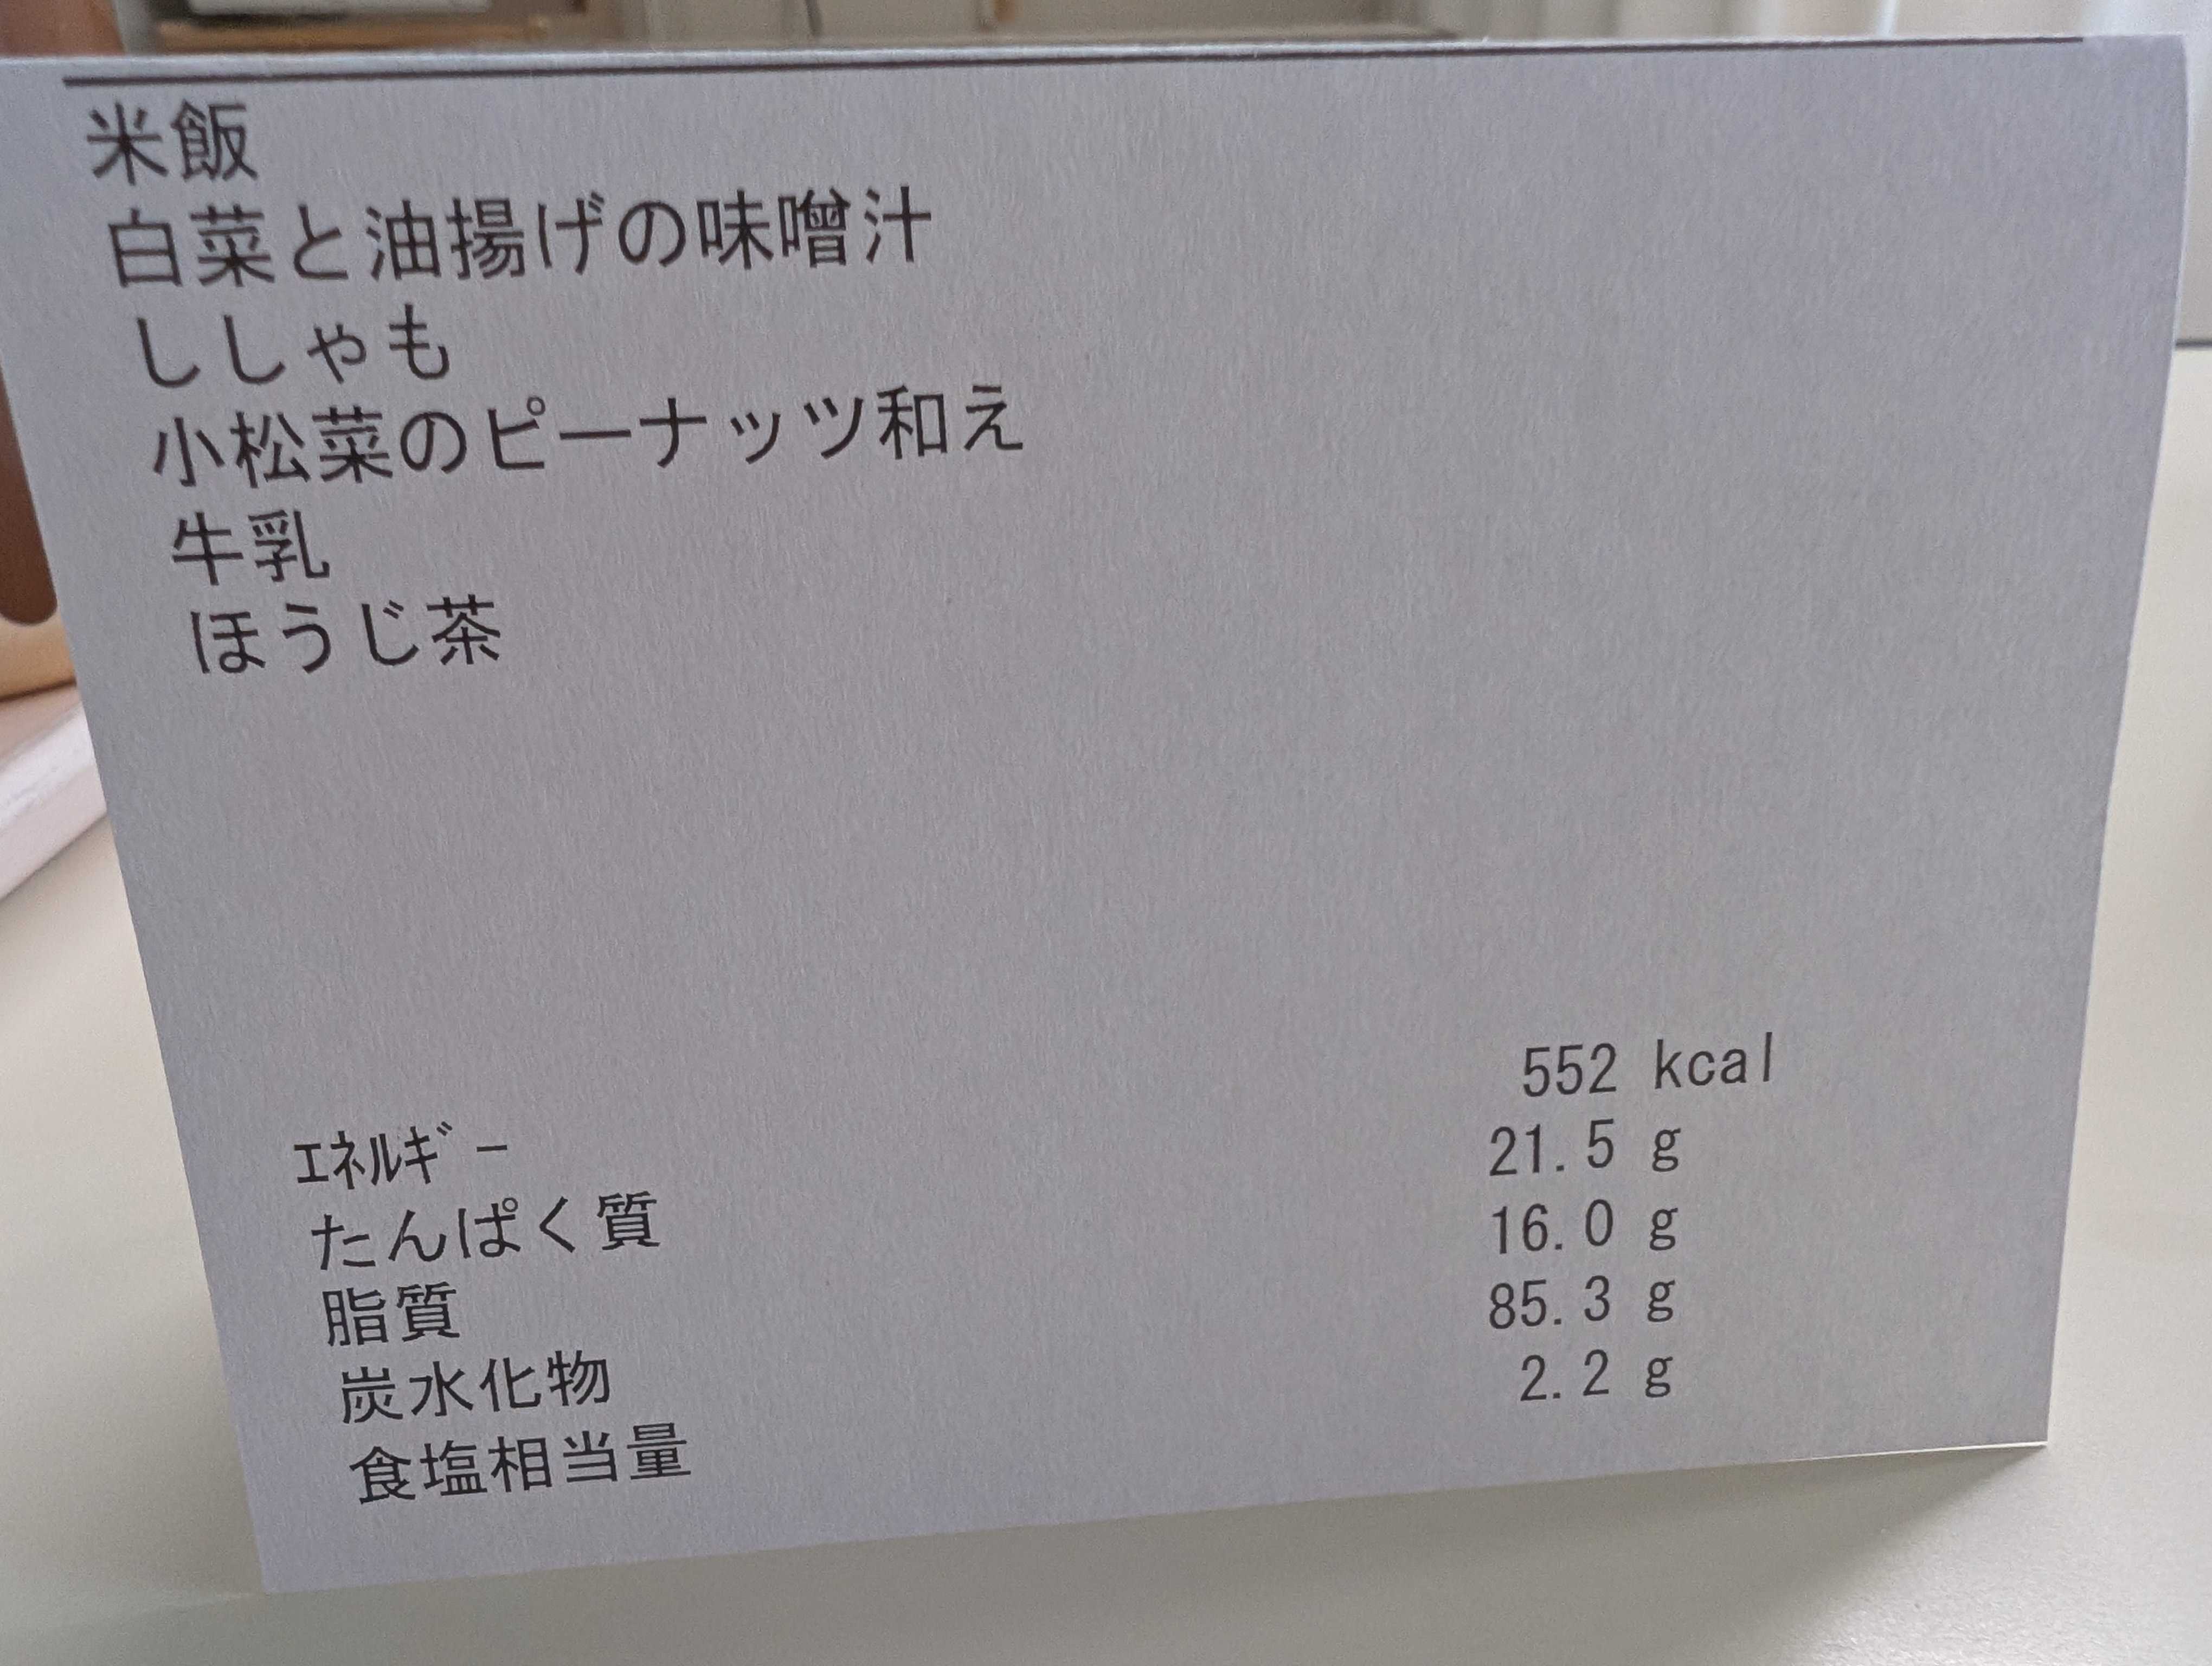 米飯
白菜と油揚げの味噌汁
ししゃも
小松菜のピーナッツ和え
牛乳
ほうじ茶
ｴﾈﾙｷﾞｰ 552 kcal
たんぱく質 21.5 g
脂質 16.0 g
炭水化物 85.3 g
食塩相当量 2.2 g